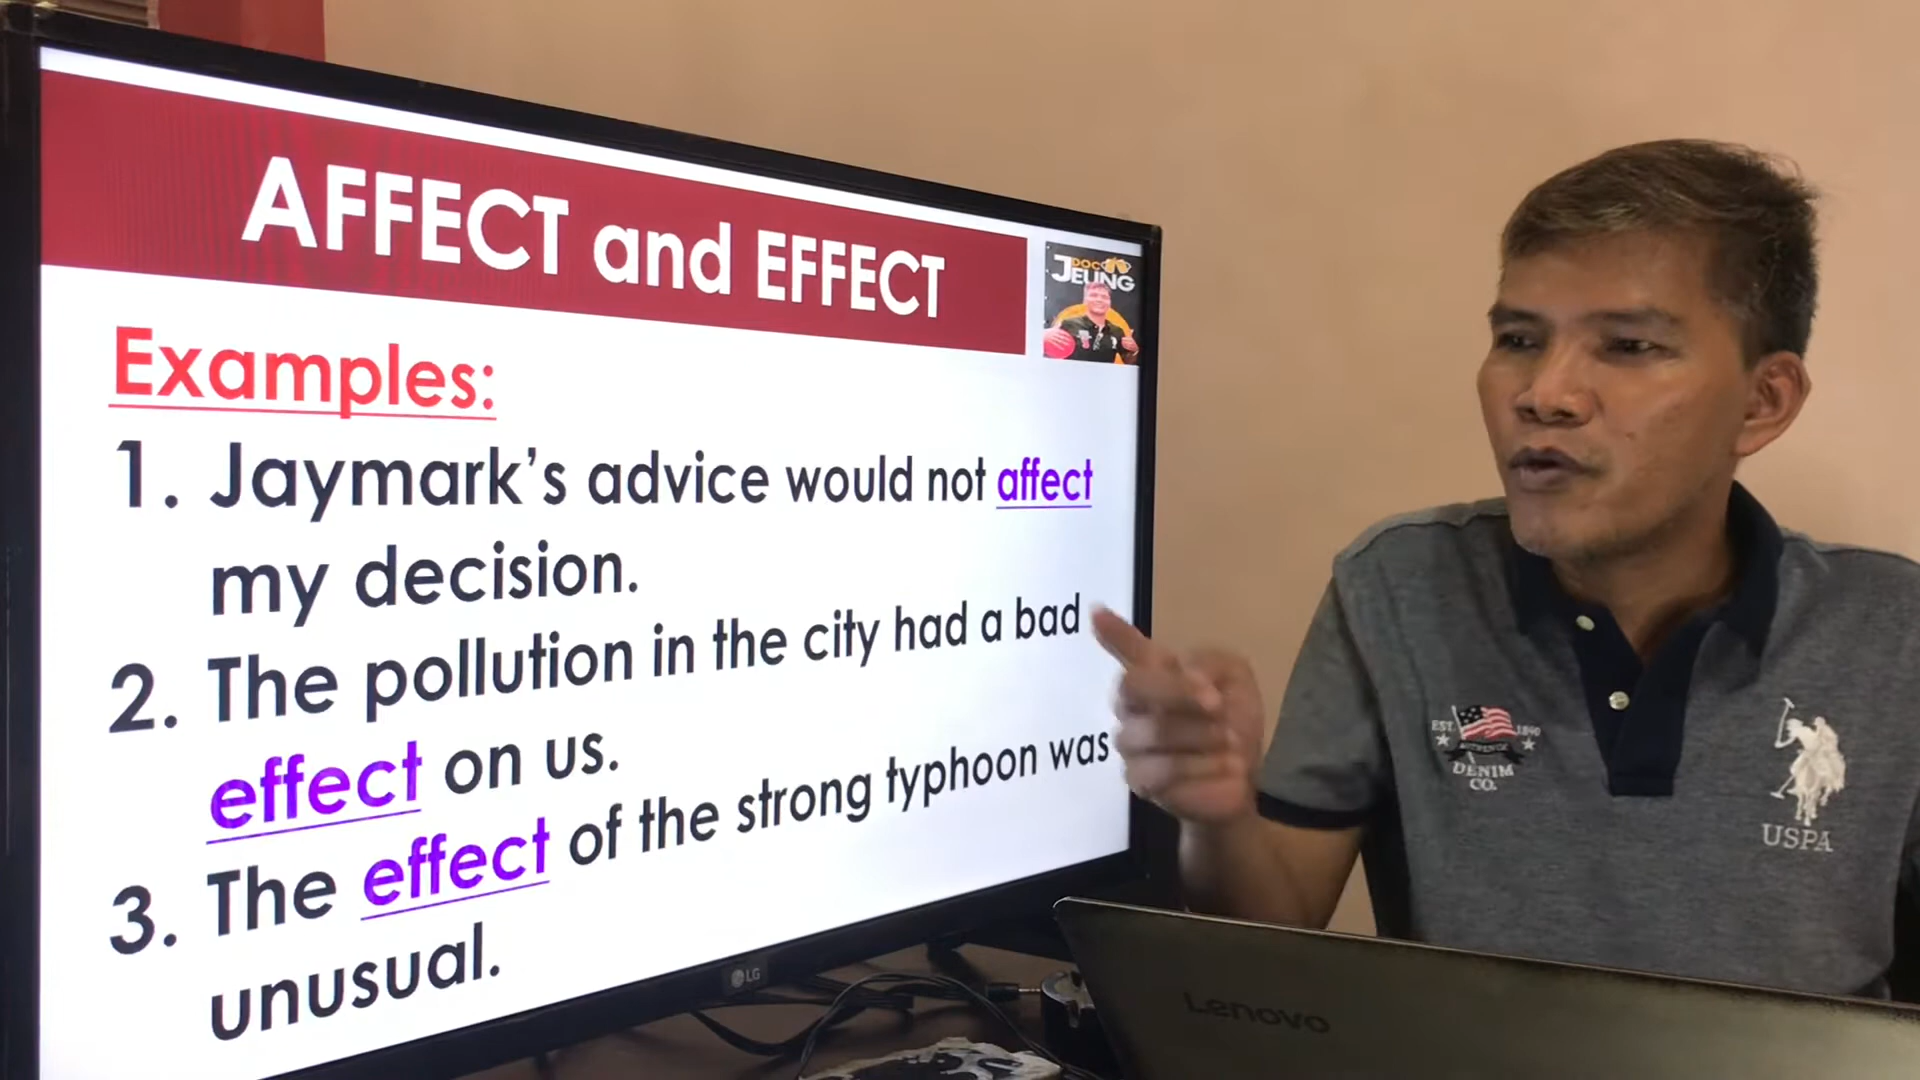 AFFECT and EFFECT
DOC
JEUNG
Examples:
1. Jaymark's advice would not affect
my decision.
2. The pollution in the city had a bad
effect on us.
3. The effect of the strong typhoon was
unusual.
LG
Lenovo
EST. 1890
AUTHENTIC
DENIM
CO.
USPA